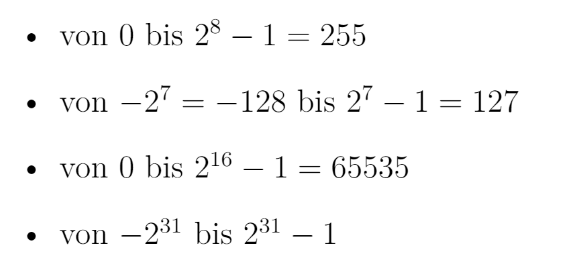 • von 0 bis 2⁸ − 1 = 255
• von −2⁷ = −128 bis 2⁷ − 1 = 127
• von 0 bis 2¹⁶ − 1 = 65535
• von −2³¹ bis 2³¹ − 1